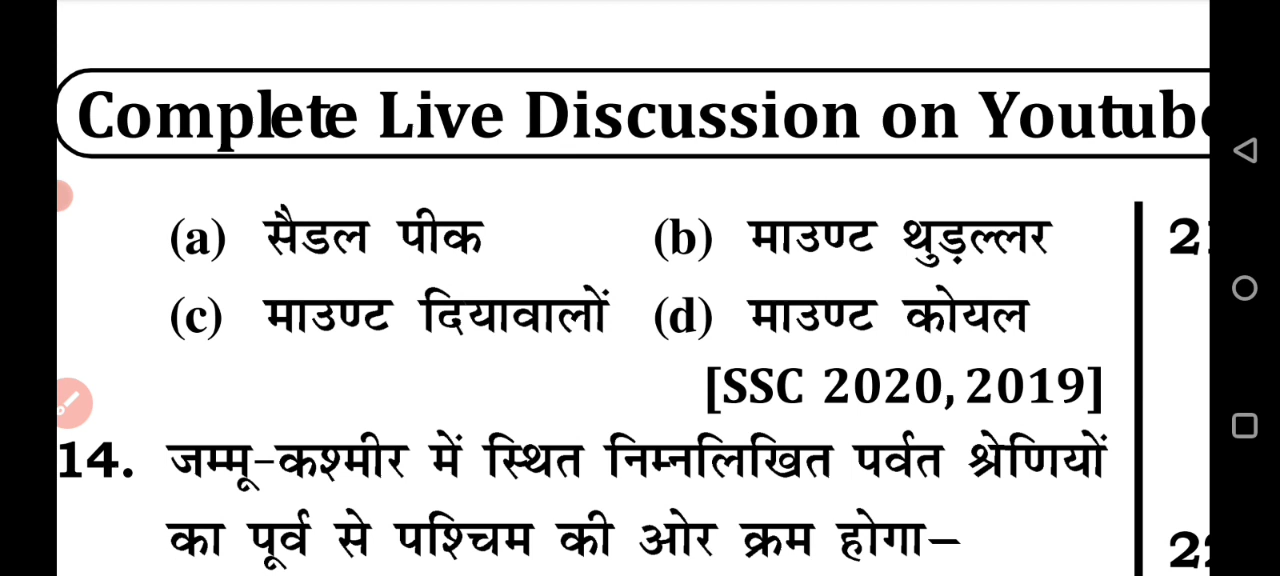 Complete Live Discussion on Youtube
(a) सैडल पीक (b) माउण्ट थुड़ल्लर
(c) माउण्ट दियावालों (d) माउण्ट कोयल
[SSC 2020, 2019]
14. जम्मू-कश्मीर में स्थित निम्नलिखित पर्वत श्रेणियों
का पूर्व से पश्चिम की ओर क्रम होगा–